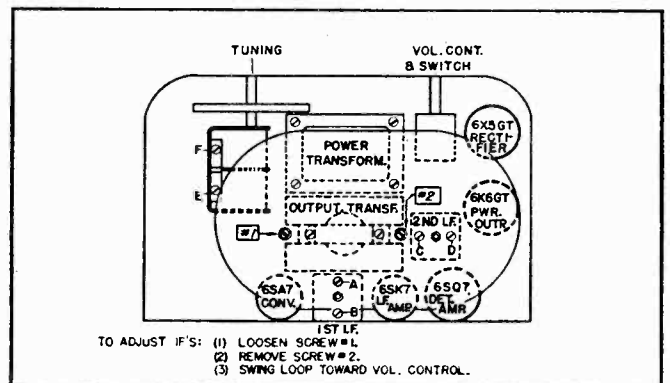 TUNING
VOL. CONT.
& SWITCH
6X5GT
RECTI-
FIER
F
E
POWER
TRANSFORM.
#2
OUTPUT TRANSF.
#1
6K6GT
PWR.
OUTP.
2ND I.F.
C D
6SA7
CONV.
A
B
1ST I.F.
6SK7
I.F.
AMP.
6SQ7
DET.
AMP.
TO ADJUST IF'S: (1) LOOSEN SCREW #1.
(2) REMOVE SCREW #2.
(3) SWING LOOP TOWARD VOL. CONTROL.